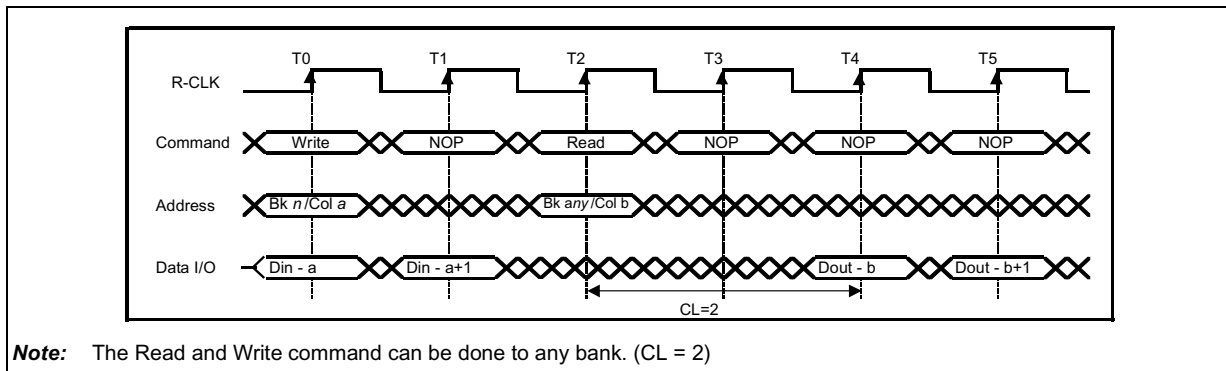 T0 T1 T2 T3 T4 T5
R-CLK
Command Write NOP Read NOP NOP NOP
Address Bk n/Col a Bk any/Col b
Data I/O Din - a Din - a+1 Dout - b Dout - b+1
CL=2
Note: The Read and Write command can be done to any bank. (CL = 2)